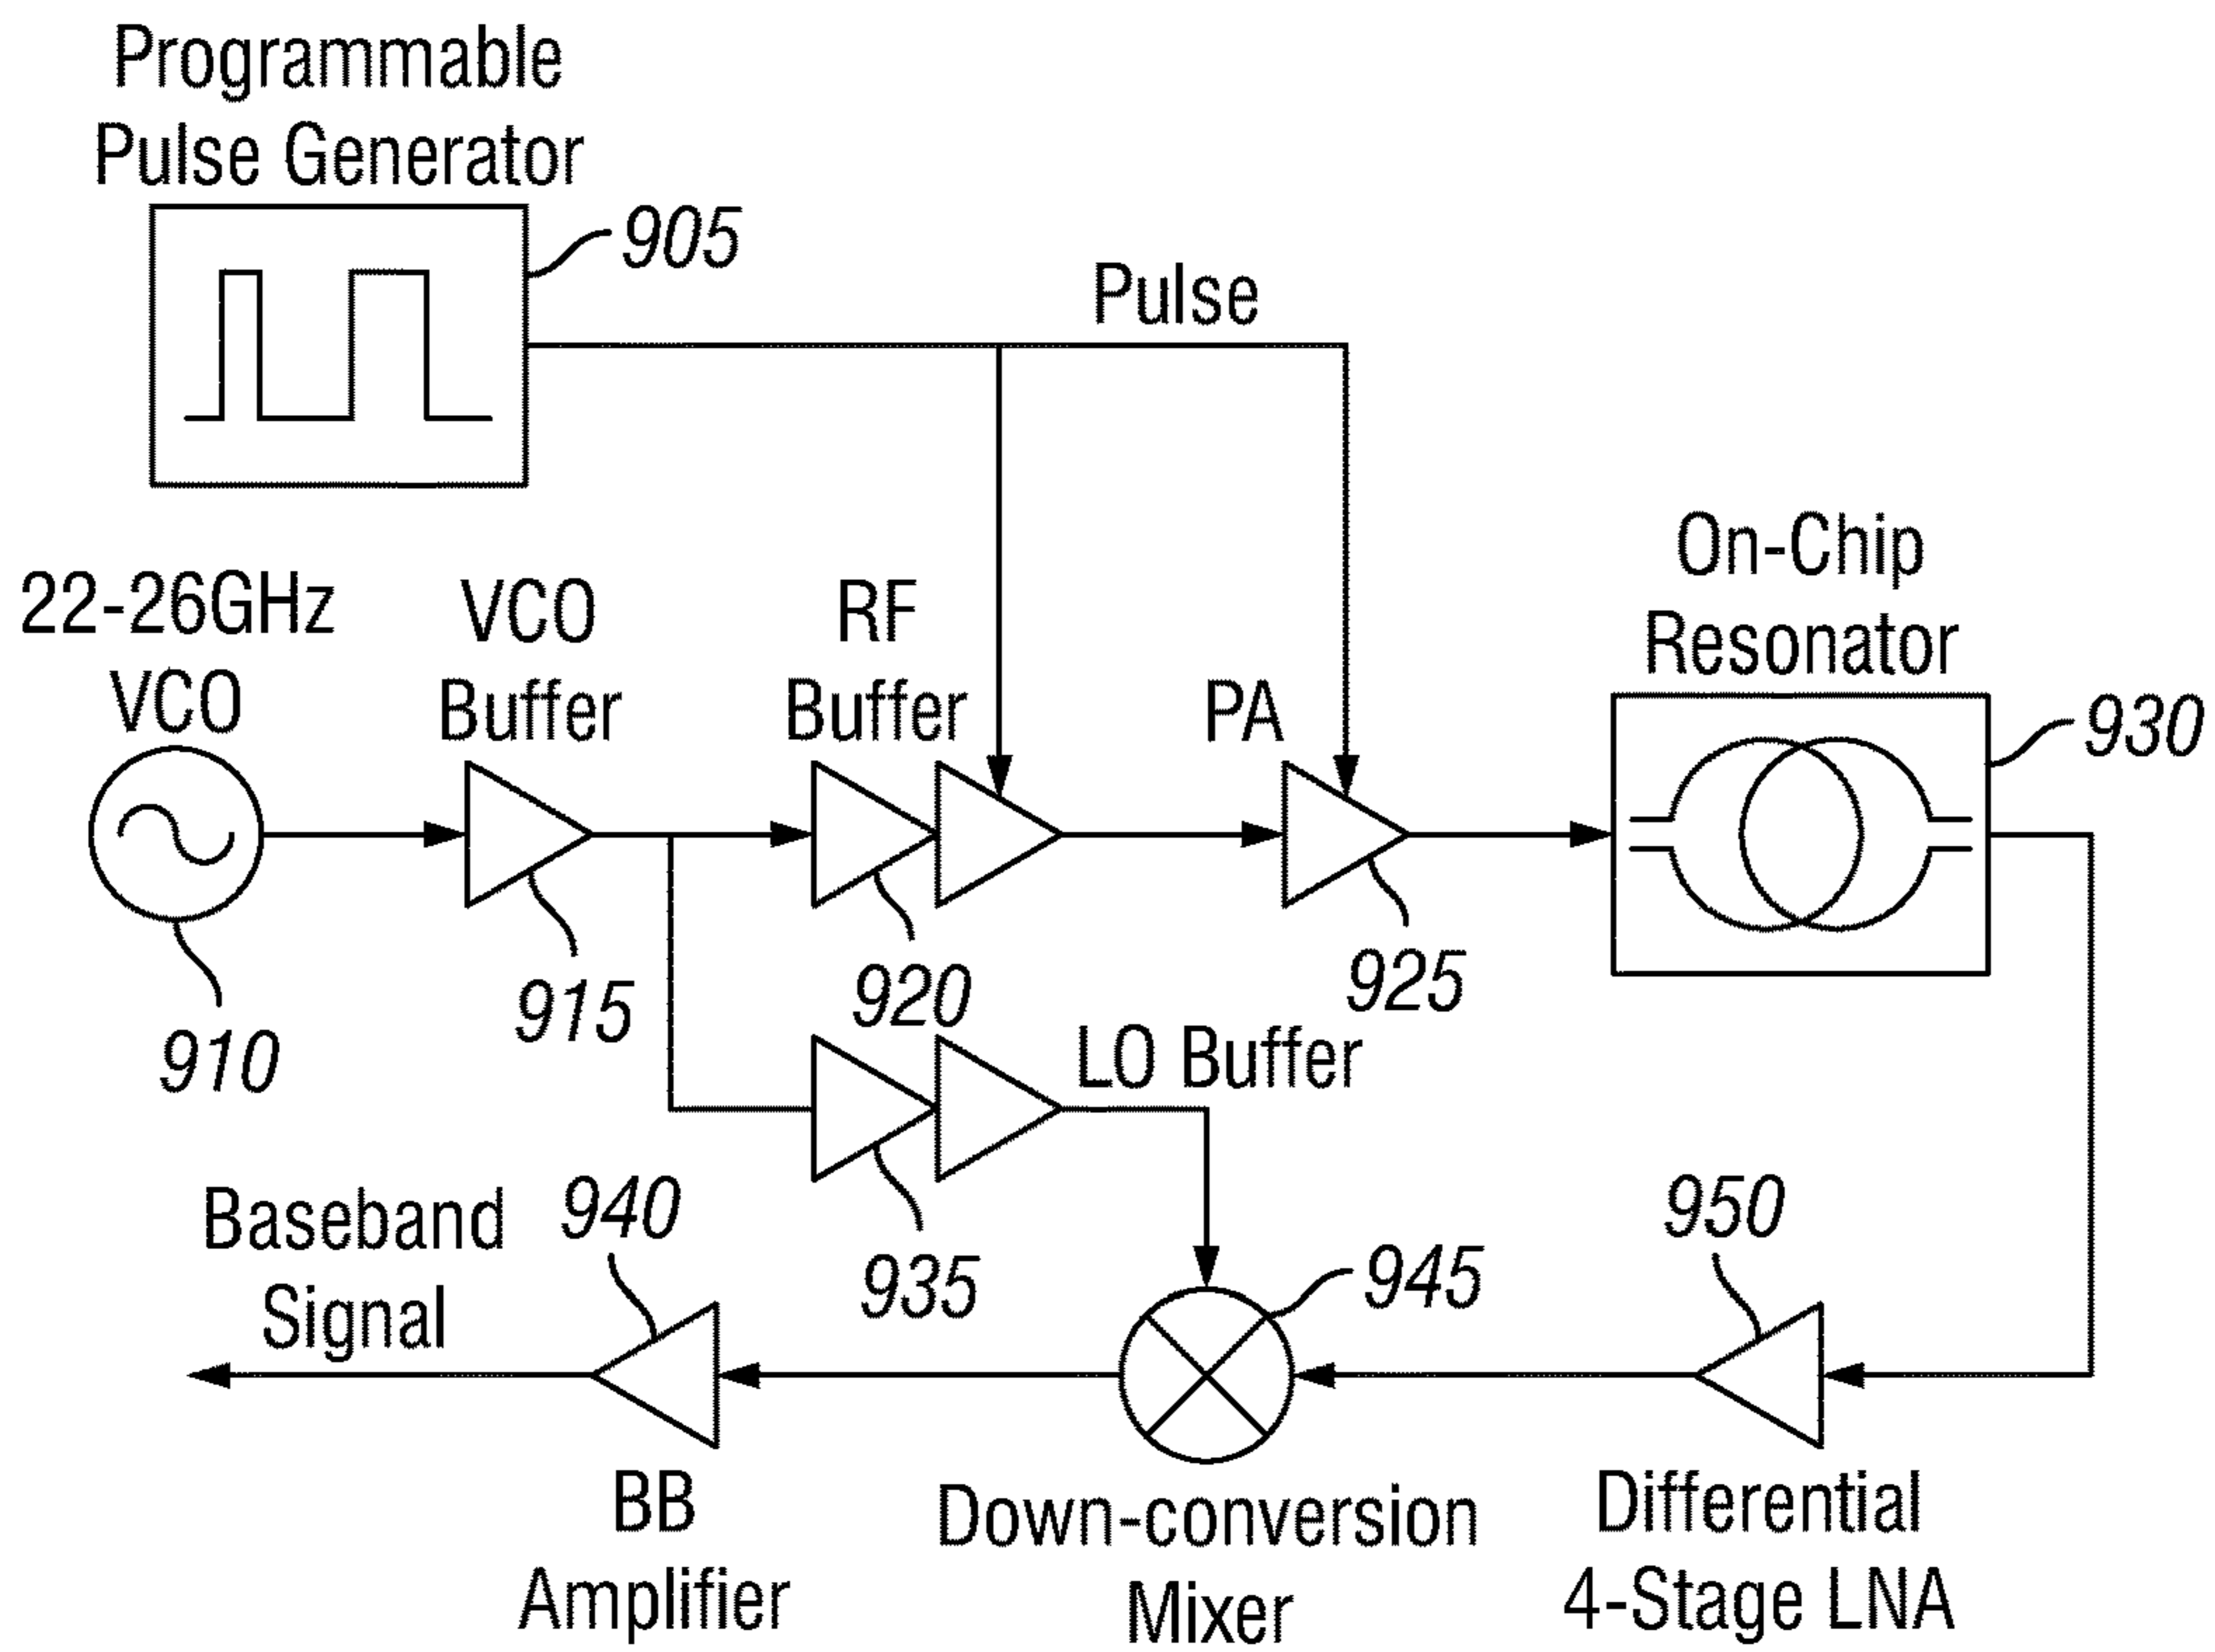 Programmable
Pulse Generator
905
Pulse
On-Chip
Resonator
930
22-26GHz
VCO
910
VCO
Buffer
915
RF
Buffer
920
PA
925
LO Buffer
935
Baseband
Signal
940
945
950
BB
Amplifier
Down-conversion
Mixer
Differential
4-Stage LNA